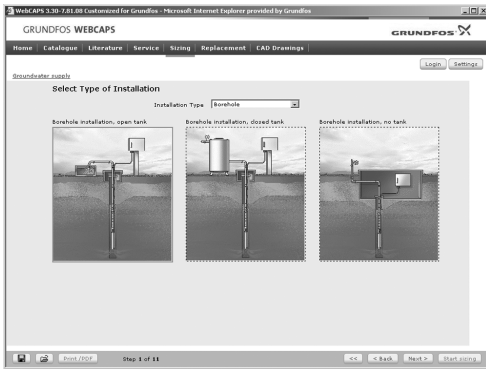 WebCAPS 3.30-7.81.08 Customized for Grundfos - Microsoft Internet Explorer provided by Grundfos
GRUNDFOS WEBCAPS
GRUNDFOS
Home Catalogue Literature Service Sizing Replacement CAD Drawings
Login Settings
Groundwater supply
Select Type of Installation
Installation Type Borehole
Borehole installation, open tank
Borehole installation, closed tank
Borehole installation, no tank
Print/PDF Step 1 of 11 << < Back Next > Start sizing